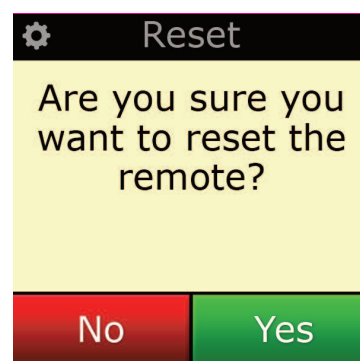 Reset
Are you sure you
want to reset the
remote?
No Yes